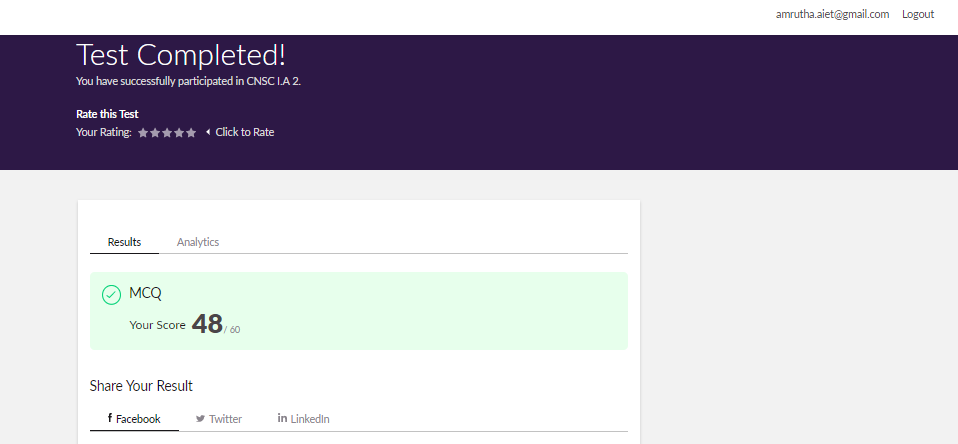 amrutha.aiet@gmail.com Logout
Test Completed!
You have successfully participated in CNSC I.A 2.
Rate this Test
Your Rating: Click to Rate
Results Analytics
MCQ
Your Score 48 / 60
Share Your Result
Facebook Twitter LinkedIn